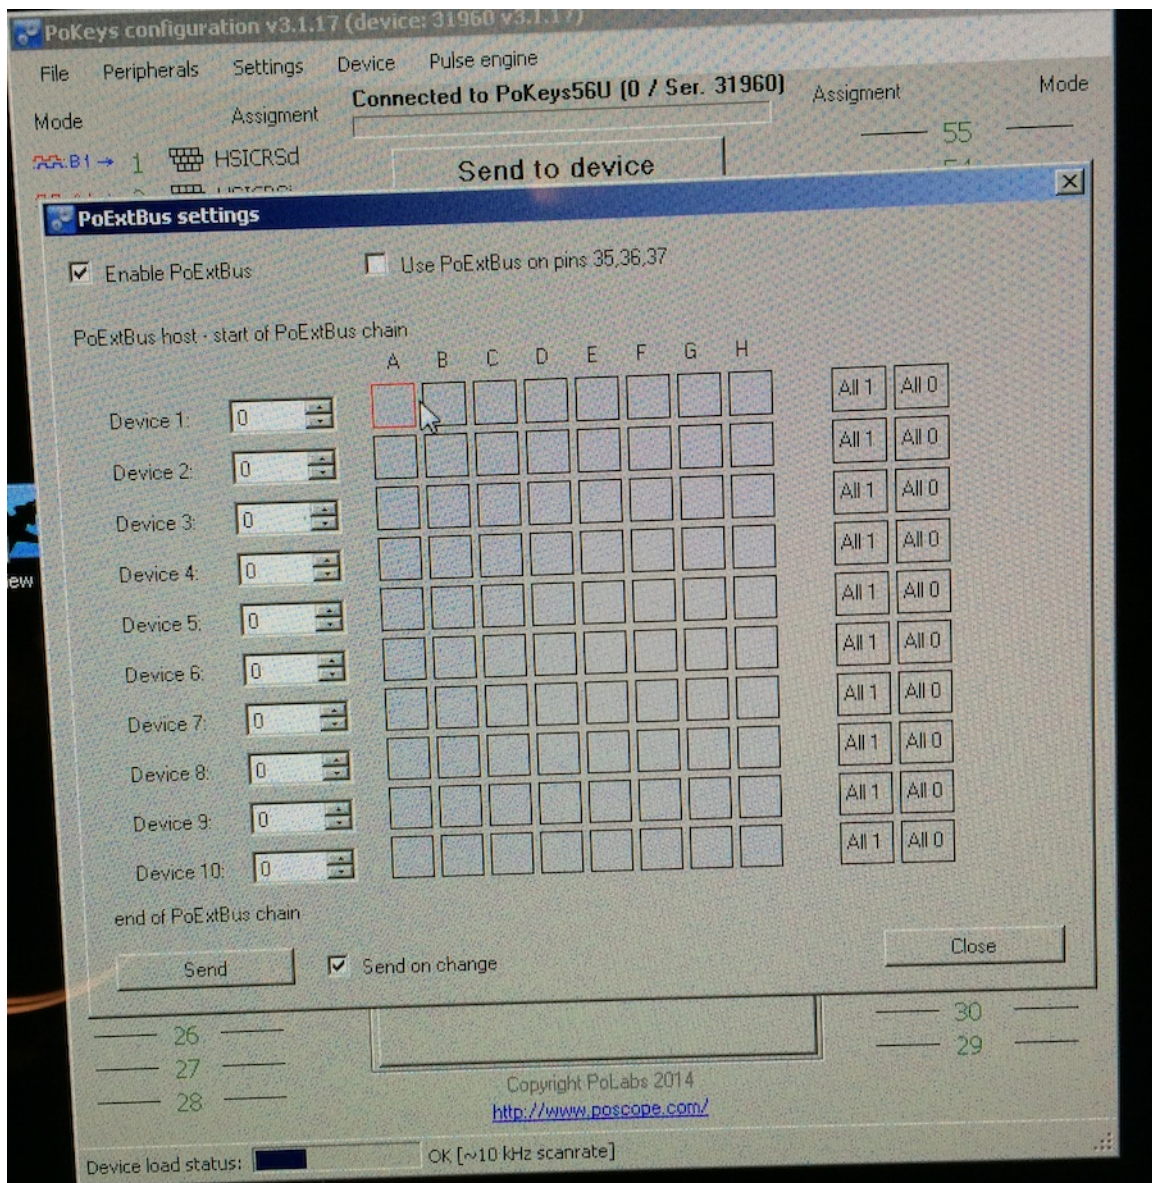 PoKeys configuration v3.1.17 (device: 31960 v3.1.17)
File Peripherals Settings Device Pulse engine
Mode Assigment Connected to PoKeys56U (0 / Ser. 31960) Assigment Mode
B1 → 1 HSICRSd 55
Send to device
PoExtBus settings
Enable PoExtBus Use PoExtBus on pins 35,36,37
PoExtBus host - start of PoExtBus chain
A B C D E F G H
Device 1: 0 All 1 All 0
Device 2: 0 All 1 All 0
Device 3: 0 All 1 All 0
Device 4: 0 All 1 All 0
Device 5: 0 All 1 All 0
Device 6: 0 All 1 All 0
Device 7: 0 All 1 All 0
Device 8: 0 All 1 All 0
Device 9: 0 All 1 All 0
Device 10: 0 All 1 All 0
end of PoExtBus chain
Send Send on change Close
26 30
27 29
28
Copyright PoLabs 2014
http://www.poscope.com/
Device load status: OK [~10 kHz scanrate]